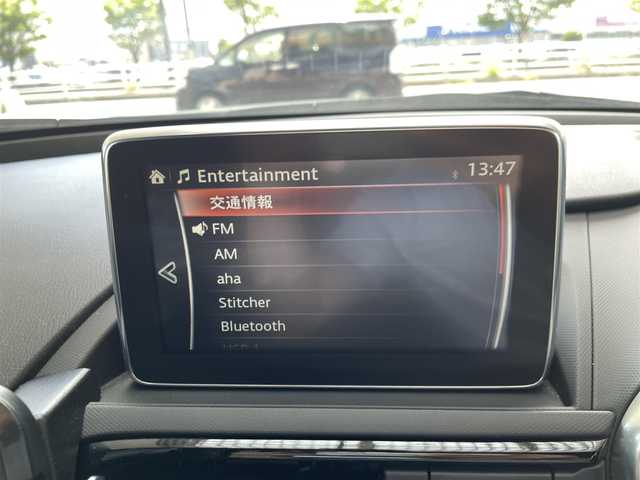 Entertainment 13:47
交通情報
FM
AM
aha
Stitcher
Bluetooth